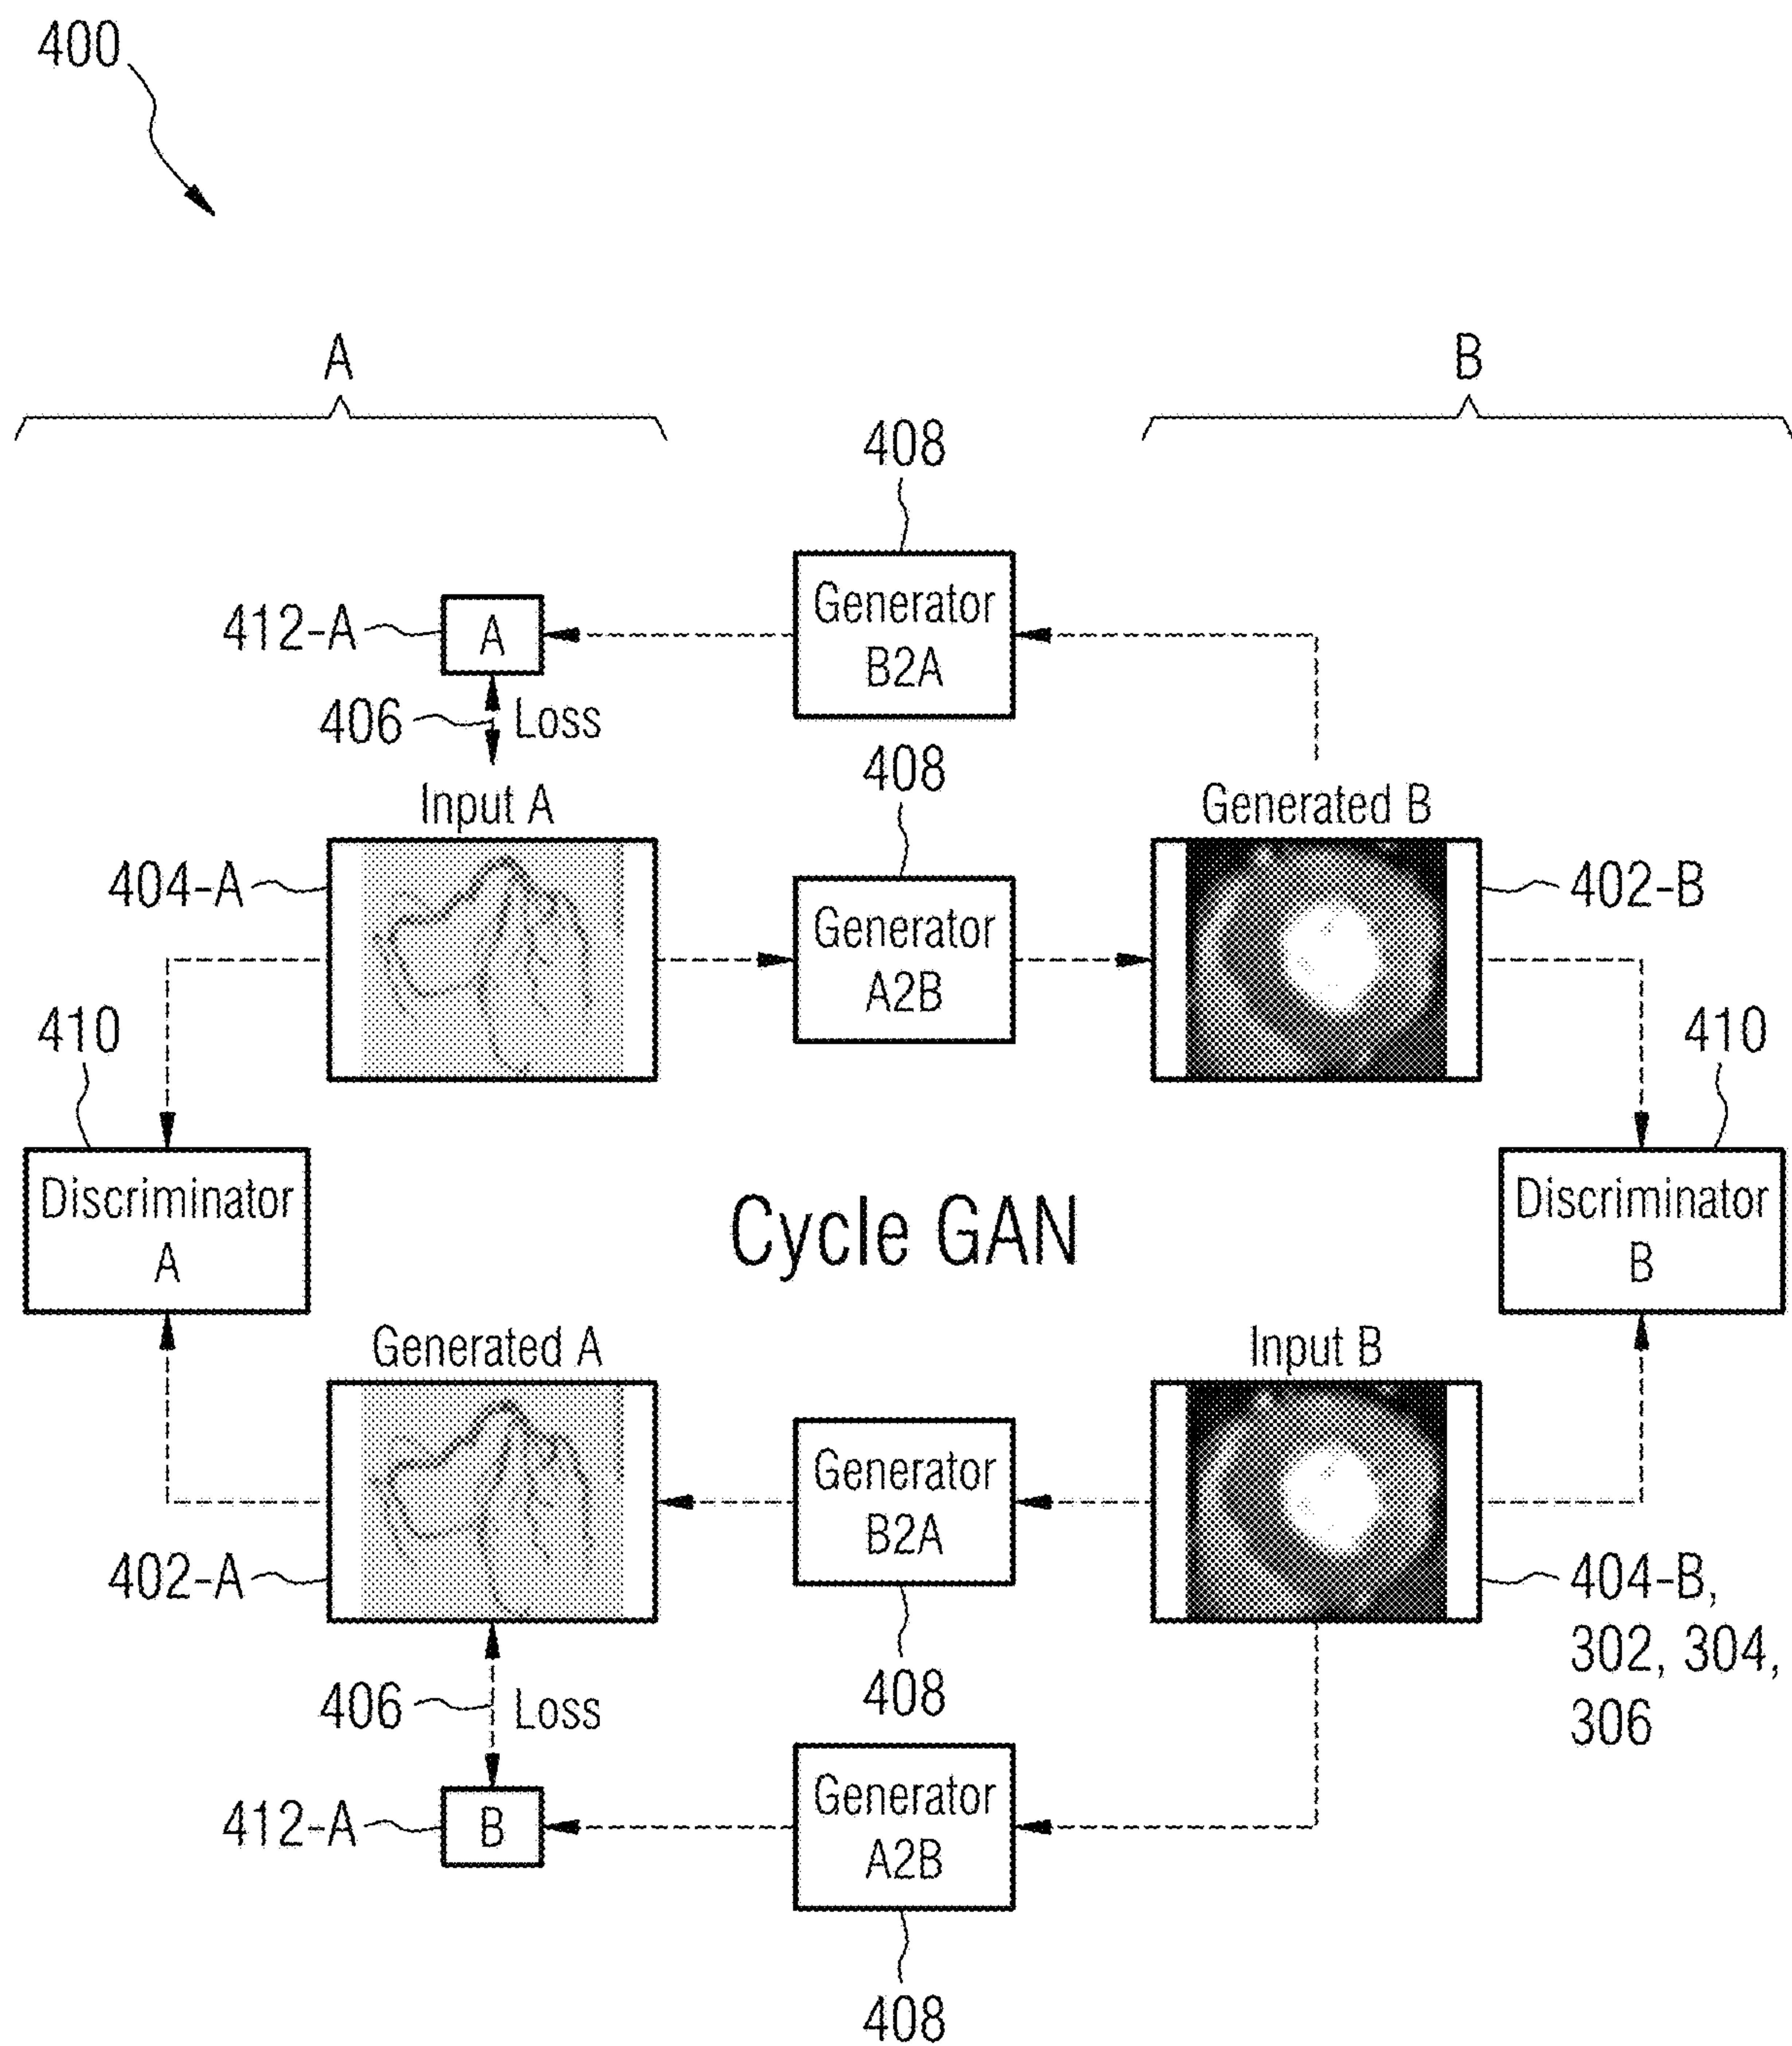 400
A
B
408
412-A
A
Generator
B2A
406
Loss
408
Input A
Generated B
404-A
Generator
A2B
402-B
410
410
Discriminator
A
Cycle GAN
Discriminator
B
Generated A
Input B
Generator
B2A
402-A
404-B,
302, 304,
306
408
406
Loss
Generator
A2B
412-A
B
408